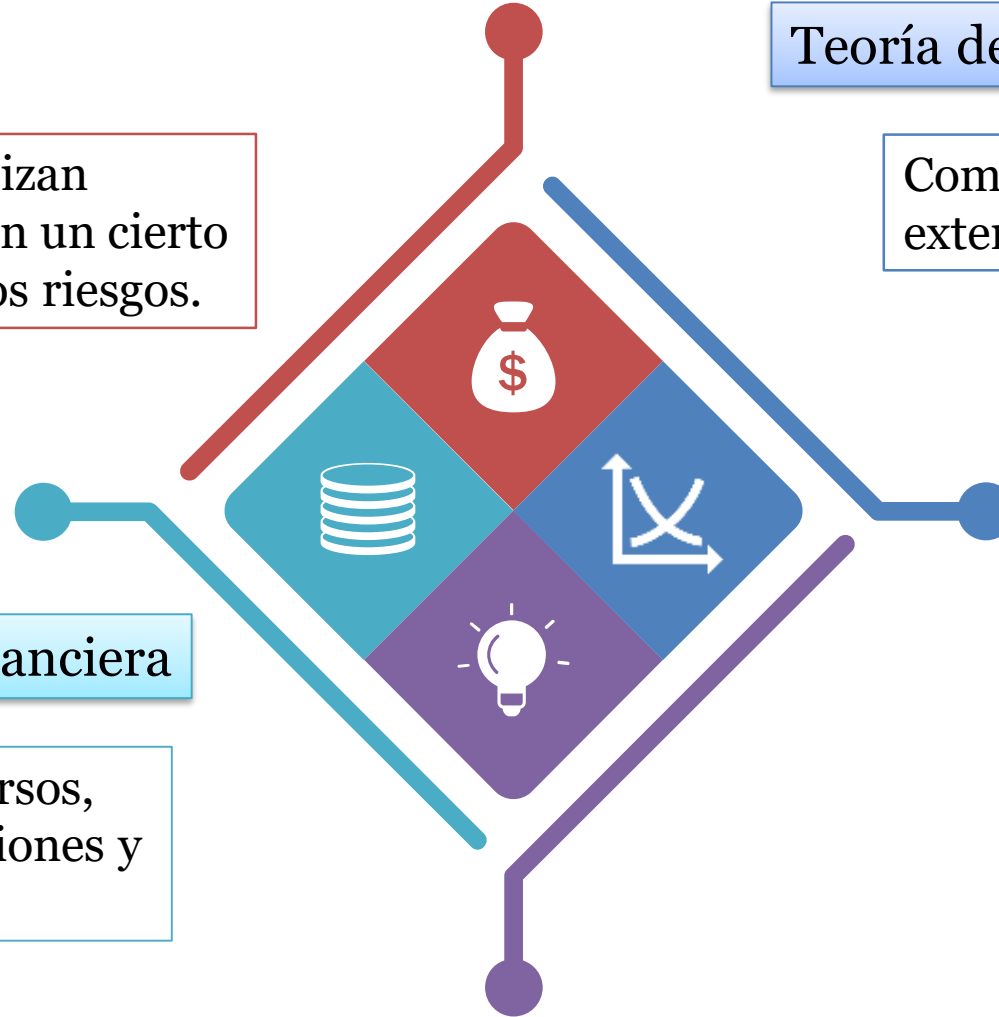 Teoría de
izan
n un cierto
os riesgos.
Com
exter
$
anciera
rsos,
iones y